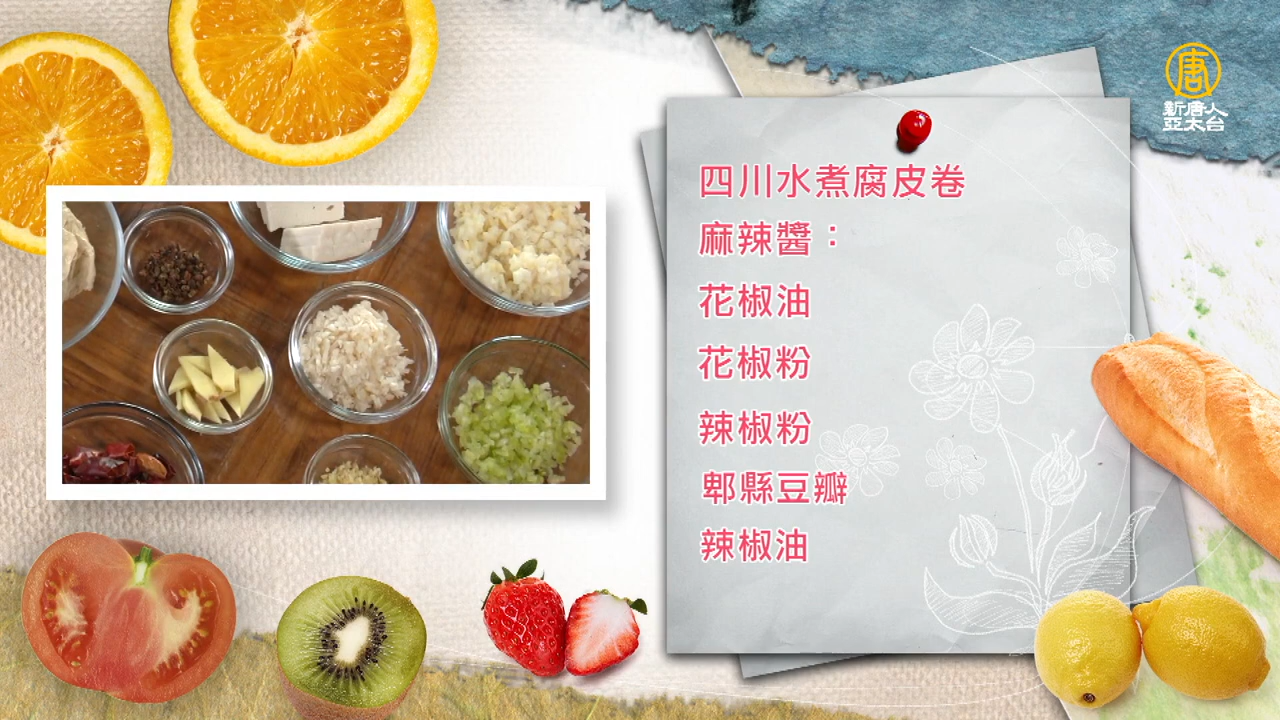 唐
新唐人
亞太台
四川水煮腐皮卷
麻辣醬：
花椒油
花椒粉
辣椒粉
郫縣豆瓣
辣椒油